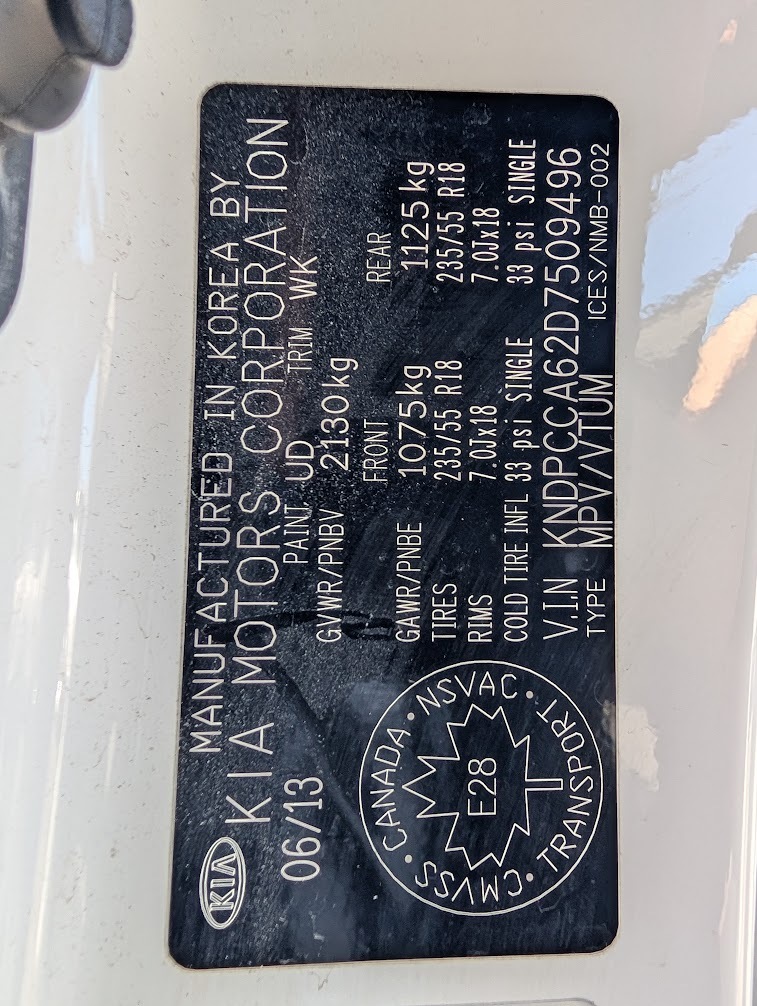 KIA
MANUFACTURED IN KOREA BY
KIA MOTORS CORPORATION
06/13 PAINT UD TRIM WK
GVWR/PNBV 2130kg
FRONT REAR
GAWR/PNBE 1075kg 1125kg
TIRES 235/55 R18 235/55 R18
RIMS 7.0Jx18 7.0Jx18
COLD TIRE INFL 33 psi SINGLE 33 psi SINGLE
V.I.N KNDPCCA62D7509496
TYPE MPV/VTUM ICES/NMB-002
CANADA · NSVAC ·
TRANSPORT · CMVSS ·
E28